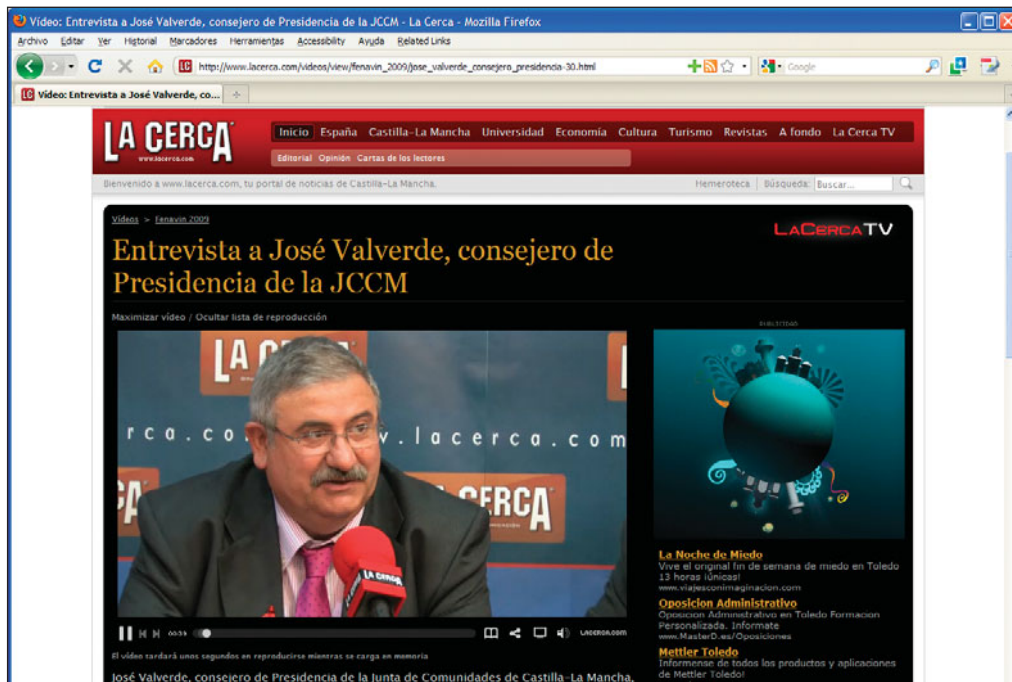 Vídeo: Entrevista a José Valverde, consejero de Presidencia de la JCCM - La Cerca - Mozilla Firefox
Archivo Editar Ver Historial Marcadores Herramientas Accessibility Ayuda Related Links
http://www.lacerca.com/videos/view/fenavin_2009/jose_valverde_consejero_presidencia-30.html
Google
Vídeo: Entrevista a José Valverde, co...
LA CERCA
www.lacerca.com
Inicio España Castilla-La Mancha Universidad Economía Cultura Turismo Revistas A fondo La Cerca TV
Editorial Opinión Cartas de los lectores
Bienvenido a www.lacerca.com, tu portal de noticias de Castilla-La Mancha.
Hemeroteca Búsqueda: Buscar...
Vídeos > Fenavin 2009
LACERCATV
Entrevista a José Valverde, consejero de
Presidencia de la JCCM
Maximizar vídeo / Ocultar lista de reproducción
PUBLICIDAD
LA CE
rca.co
w.lacerca.com
CERCA
LA CERCA
LACERCA.COM
El vídeo tardará unos segundos en reproducirse mientras se carga en memoria
José Valverde, consejero de Presidencia de la Junta de Comunidades de Castilla-La Mancha,
La Noche de Miedo
Vive el original fin de semana de miedo en Toledo
13 horas iúnicas!
www.viajesconimaginacion.com
Oposicion Administrativo
Oposicion Administrativo en Toledo Formacion
Personalizada. Informate
www.MasterD.es/Oposiciones
Mettler Toledo
Informense de todos los productos y aplicaciones
de Mettler Toledo!